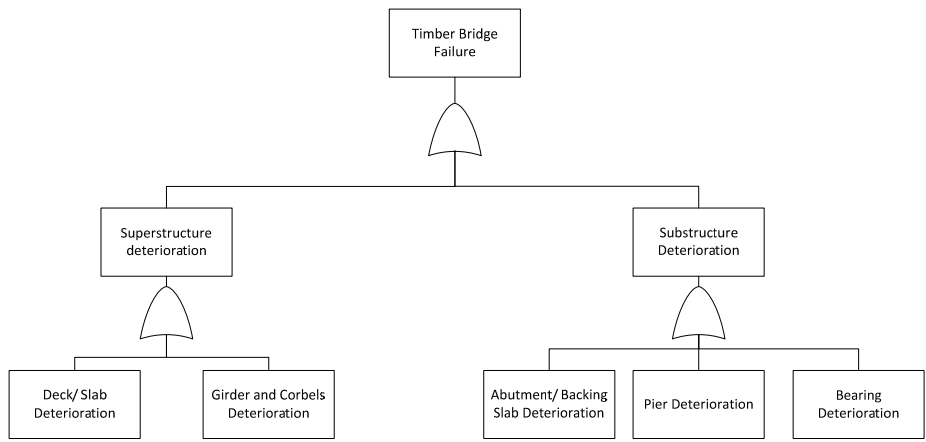 Timber Bridge
Failure
Superstructure
deterioration
Substructure
Deterioration
Deck/ Slab
Deterioration
Girder and Corbels
Deterioration
Abutment/ Backing
Slab Deterioration
Pier Deterioration
Bearing
Deterioration